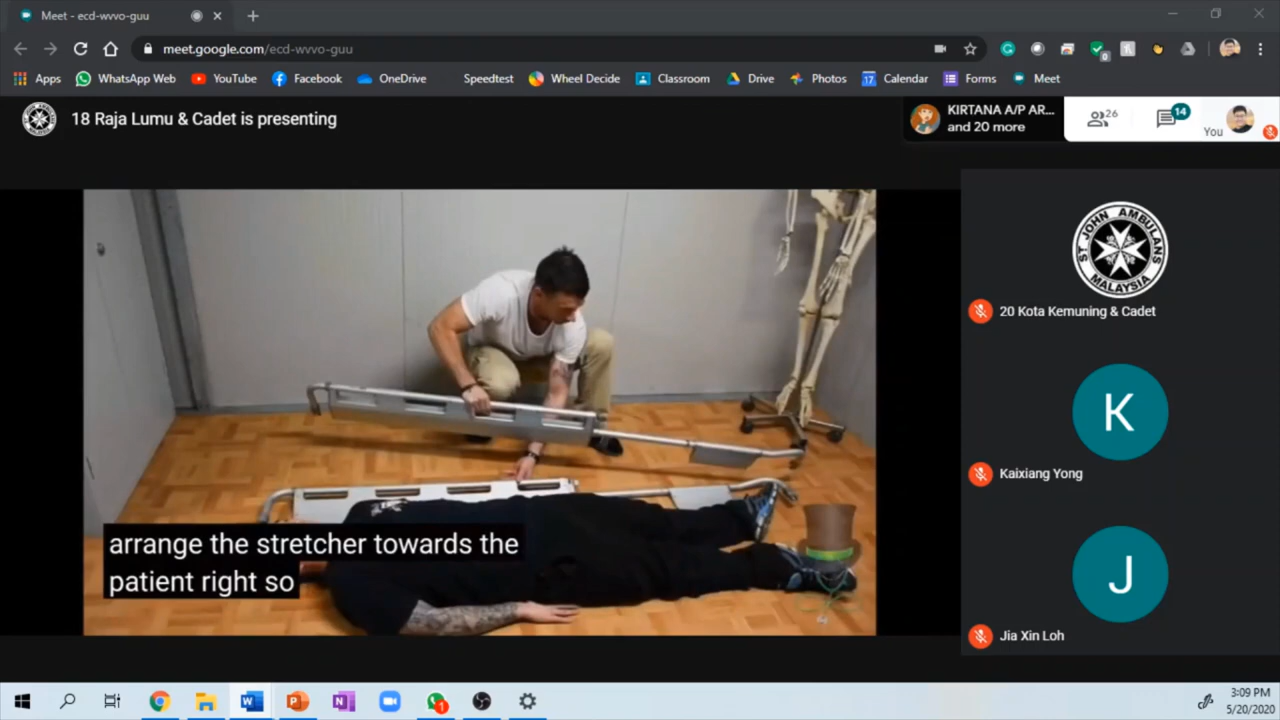 Meet - ecd-wvvo-guu
meet.google.com/ecd-wvvo-guu
Apps
WhatsApp Web
YouTube
Facebook
OneDrive
Speedtest
Wheel Decide
Classroom
Drive
Photos
17
Calendar
Forms
Meet
0
18 Raja Lumu & Cadet is presenting
KIRTANA A/P AR...
and 20 more
26
14
You
ST JOHN AMBULANS
MALAYSIA
20 Kota Kemuning & Cadet
K
Kaixiang Yong
J
Jia Xin Loh
arrange the stretcher towards the
patient right so
1
3:09 PM
5/20/2020